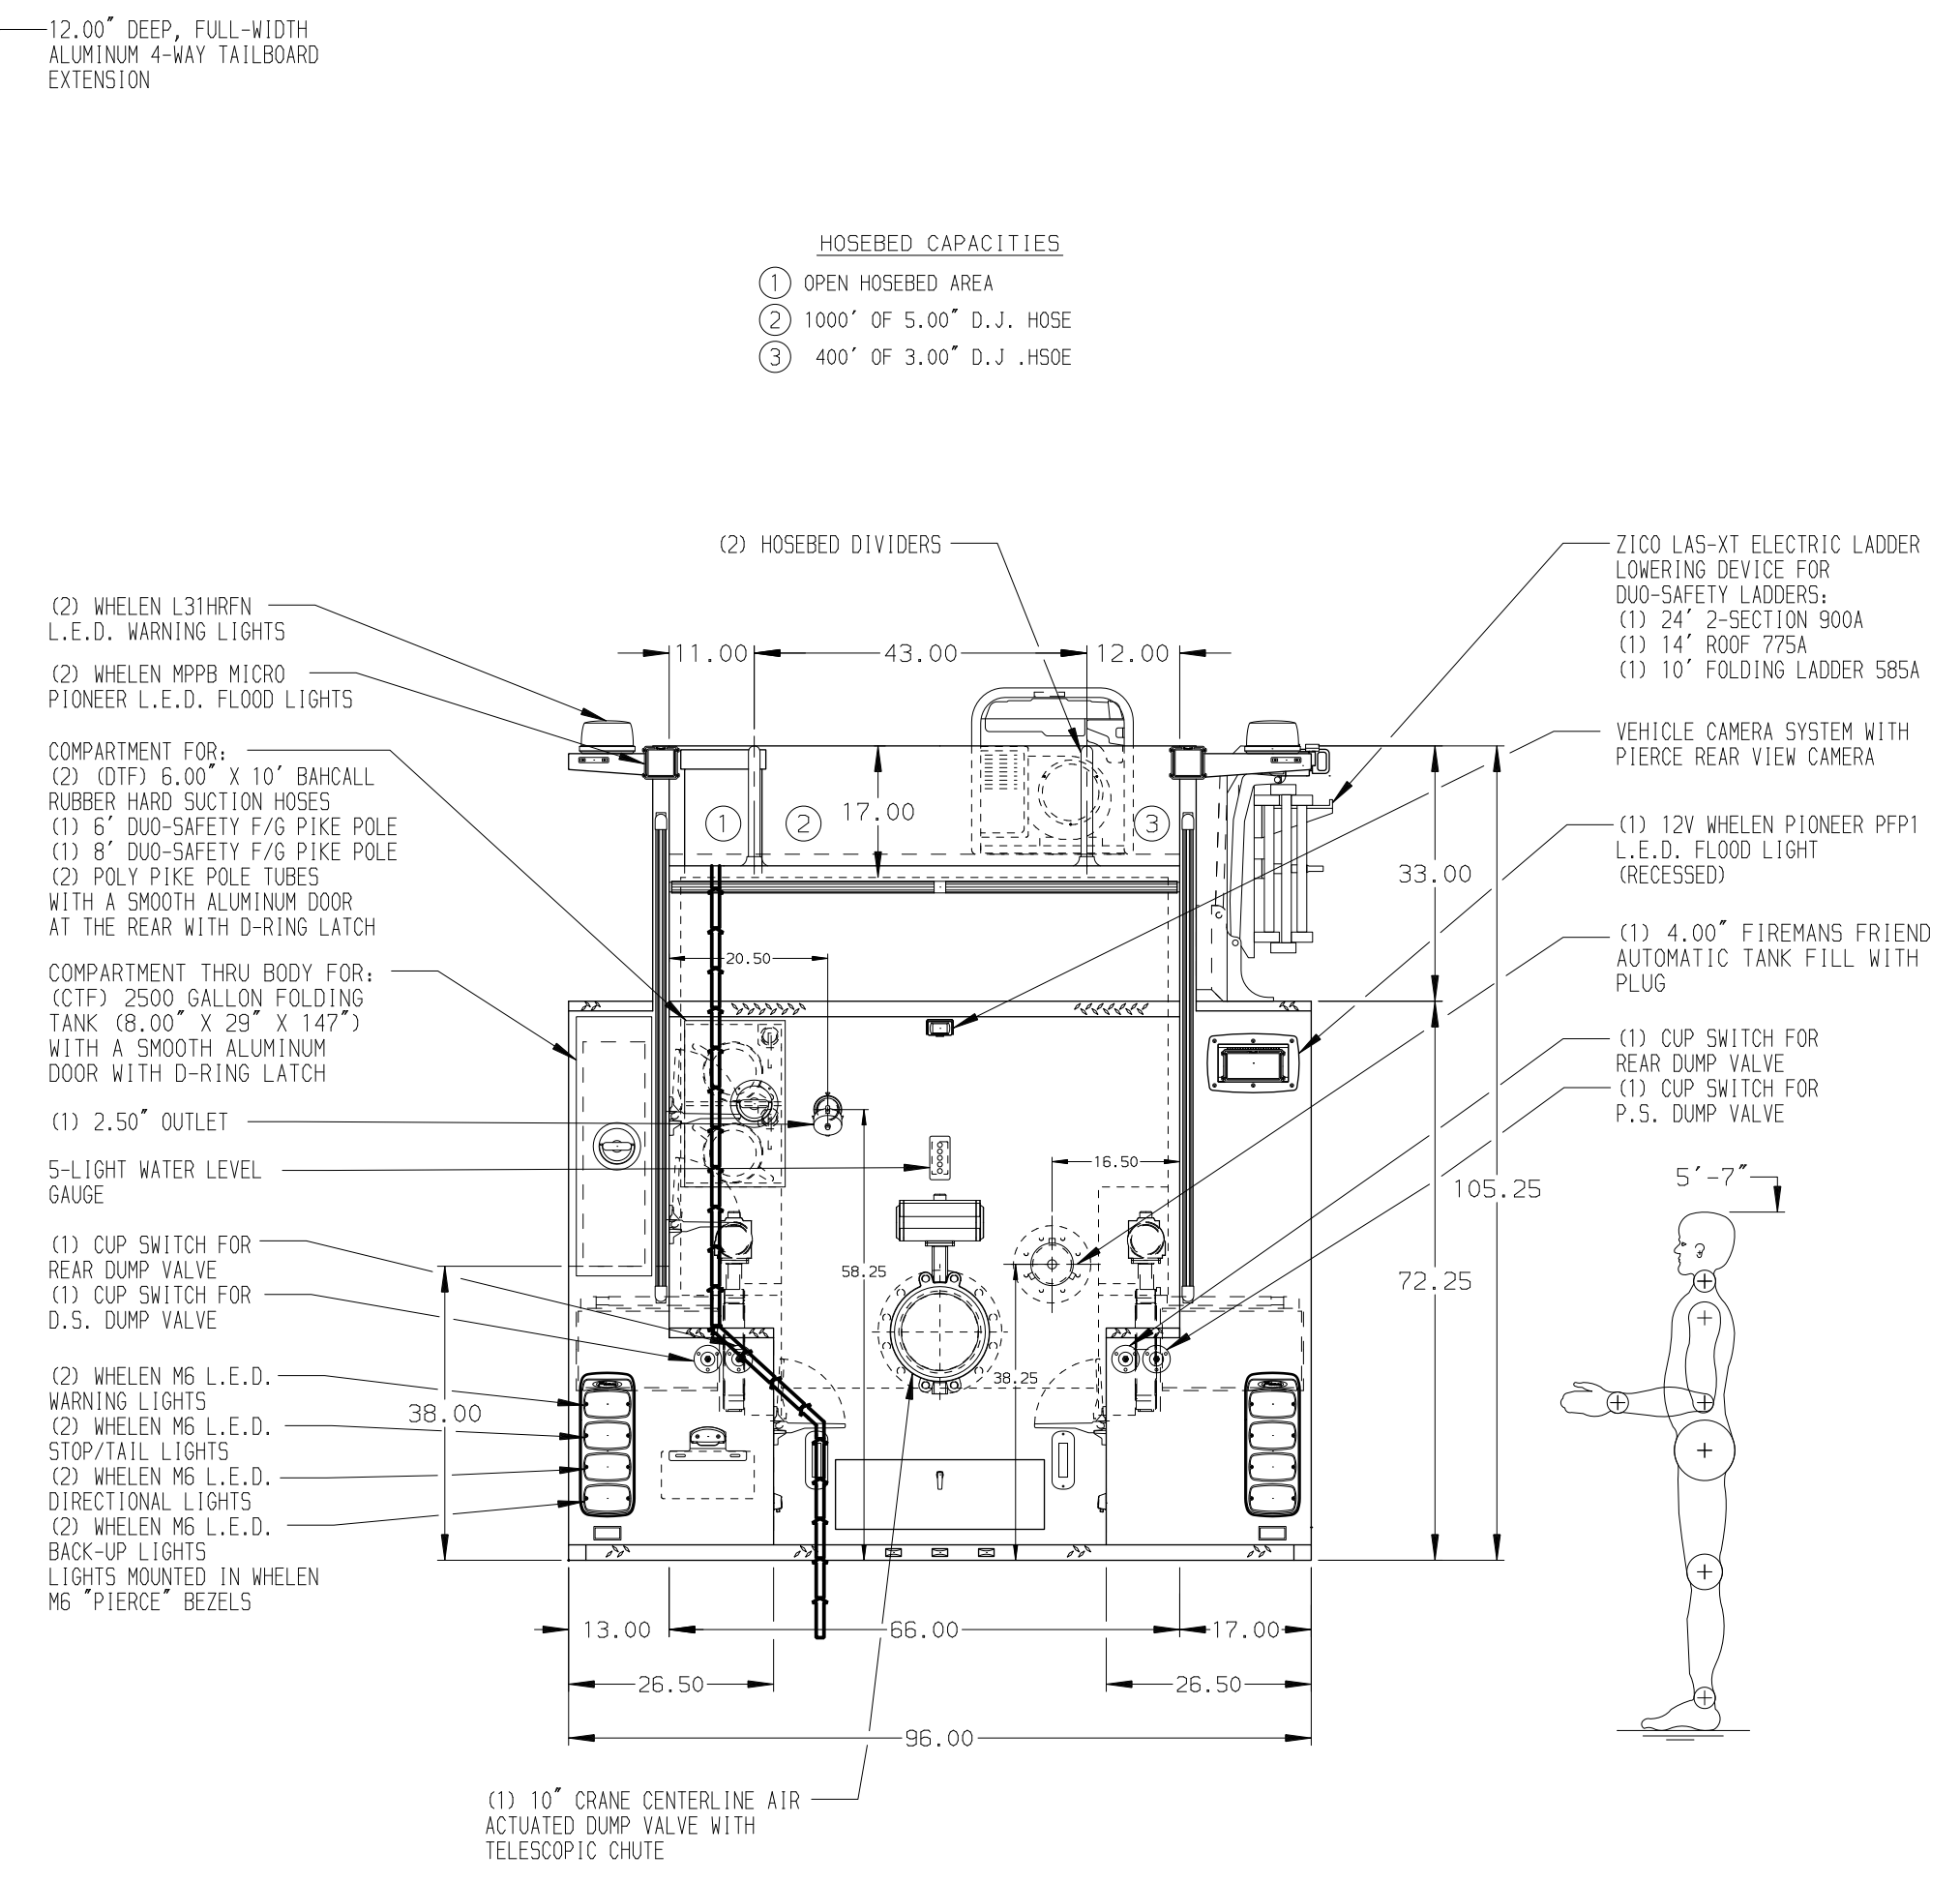 12.00" DEEP, FULL-WIDTH
ALUMINUM 4-WAY TAILBOARD
EXTENSION
HOSEBED CAPACITIES
1 OPEN HOSEBED AREA
2 1000' OF 5.00" D.J. HOSE
3 400' OF 3.00" D.J .HSOE
(2) HOSEBED DIVIDERS
(2) WHELEN L31HRFN
L.E.D. WARNING LIGHTS
(2) WHELEN MPPB MICRO
PIONEER L.E.D. FLOOD LIGHTS
COMPARTMENT FOR:
(2) (DTF) 6.00" X 10' BAHCALL
RUBBER HARD SUCTION HOSES
(1) 6' DUO-SAFETY F/G PIKE POLE
(1) 8' DUO-SAFETY F/G PIKE POLE
(2) POLY PIKE POLE TUBES
WITH A SMOOTH ALUMINUM DOOR
AT THE REAR WITH D-RING LATCH
COMPARTMENT THRU BODY FOR:
(CTF) 2500 GALLON FOLDING
TANK (8.00" X 29" X 147")
WITH A SMOOTH ALUMINUM
DOOR WITH D-RING LATCH
(1) 2.50" OUTLET
5-LIGHT WATER LEVEL
GAUGE
(1) CUP SWITCH FOR
REAR DUMP VALVE
(1) CUP SWITCH FOR
D.S. DUMP VALVE
(2) WHELEN M6 L.E.D.
WARNING LIGHTS
(2) WHELEN M6 L.E.D.
STOP/TAIL LIGHTS
(2) WHELEN M6 L.E.D.
DIRECTIONAL LIGHTS
(2) WHELEN M6 L.E.D.
BACK-UP LIGHTS
LIGHTS MOUNTED IN WHELEN
M6 "PIERCE" BEZELS
11.00
43.00
12.00
1
2
17.00
3
20.50
16.50
58.25
38.25
38.00
33.00
72.25
105.25
13.00
66.00
17.00
26.50
26.50
96.00
(1) 10" CRANE CENTERLINE AIR
ACTUATED DUMP VALVE WITH
TELESCOPIC CHUTE
ZICO LAS-XT ELECTRIC LADDER
LOWERING DEVICE FOR
DUO-SAFETY LADDERS:
(1) 24' 2-SECTION 900A
(1) 14' ROOF 775A
(1) 10' FOLDING LADDER 585A
VEHICLE CAMERA SYSTEM WITH
PIERCE REAR VIEW CAMERA
(1) 12V WHELEN PIONEER PFP1
L.E.D. FLOOD LIGHT
(RECESSED)
(1) 4.00" FIREMANS FRIEND
AUTOMATIC TANK FILL WITH
PLUG
(1) CUP SWITCH FOR
REAR DUMP VALVE
(1) CUP SWITCH FOR
P.S. DUMP VALVE
5'-7"